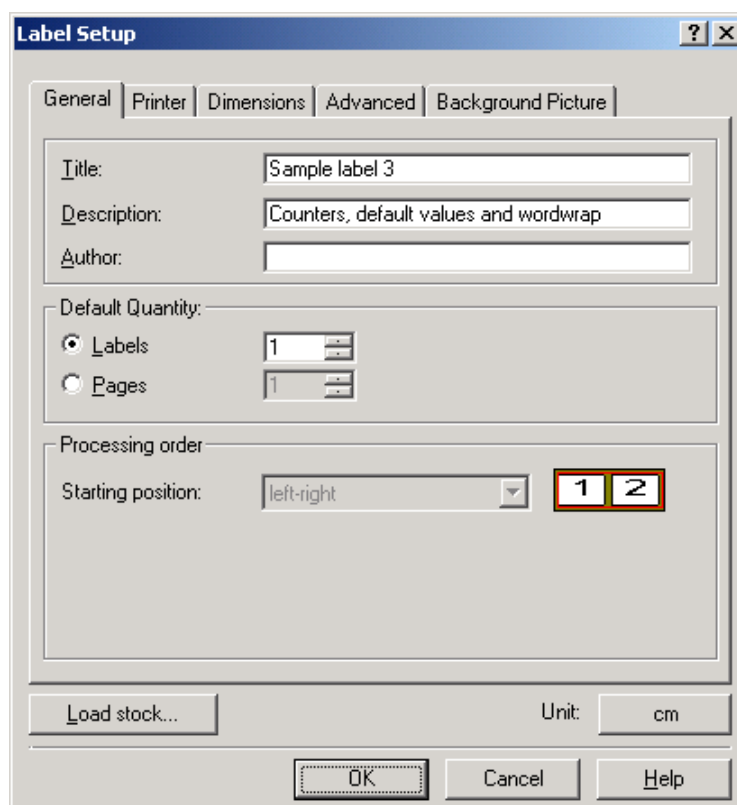 Label Setup
General Printer Dimensions Advanced Background Picture
Title: Sample label 3
Description: Counters, default values and wordwrap
Author:
Default Quantity:
Labels 1
Pages 1
Processing order
Starting position: left-right 1 2
Load stock... Unit: cm
OK Cancel Help